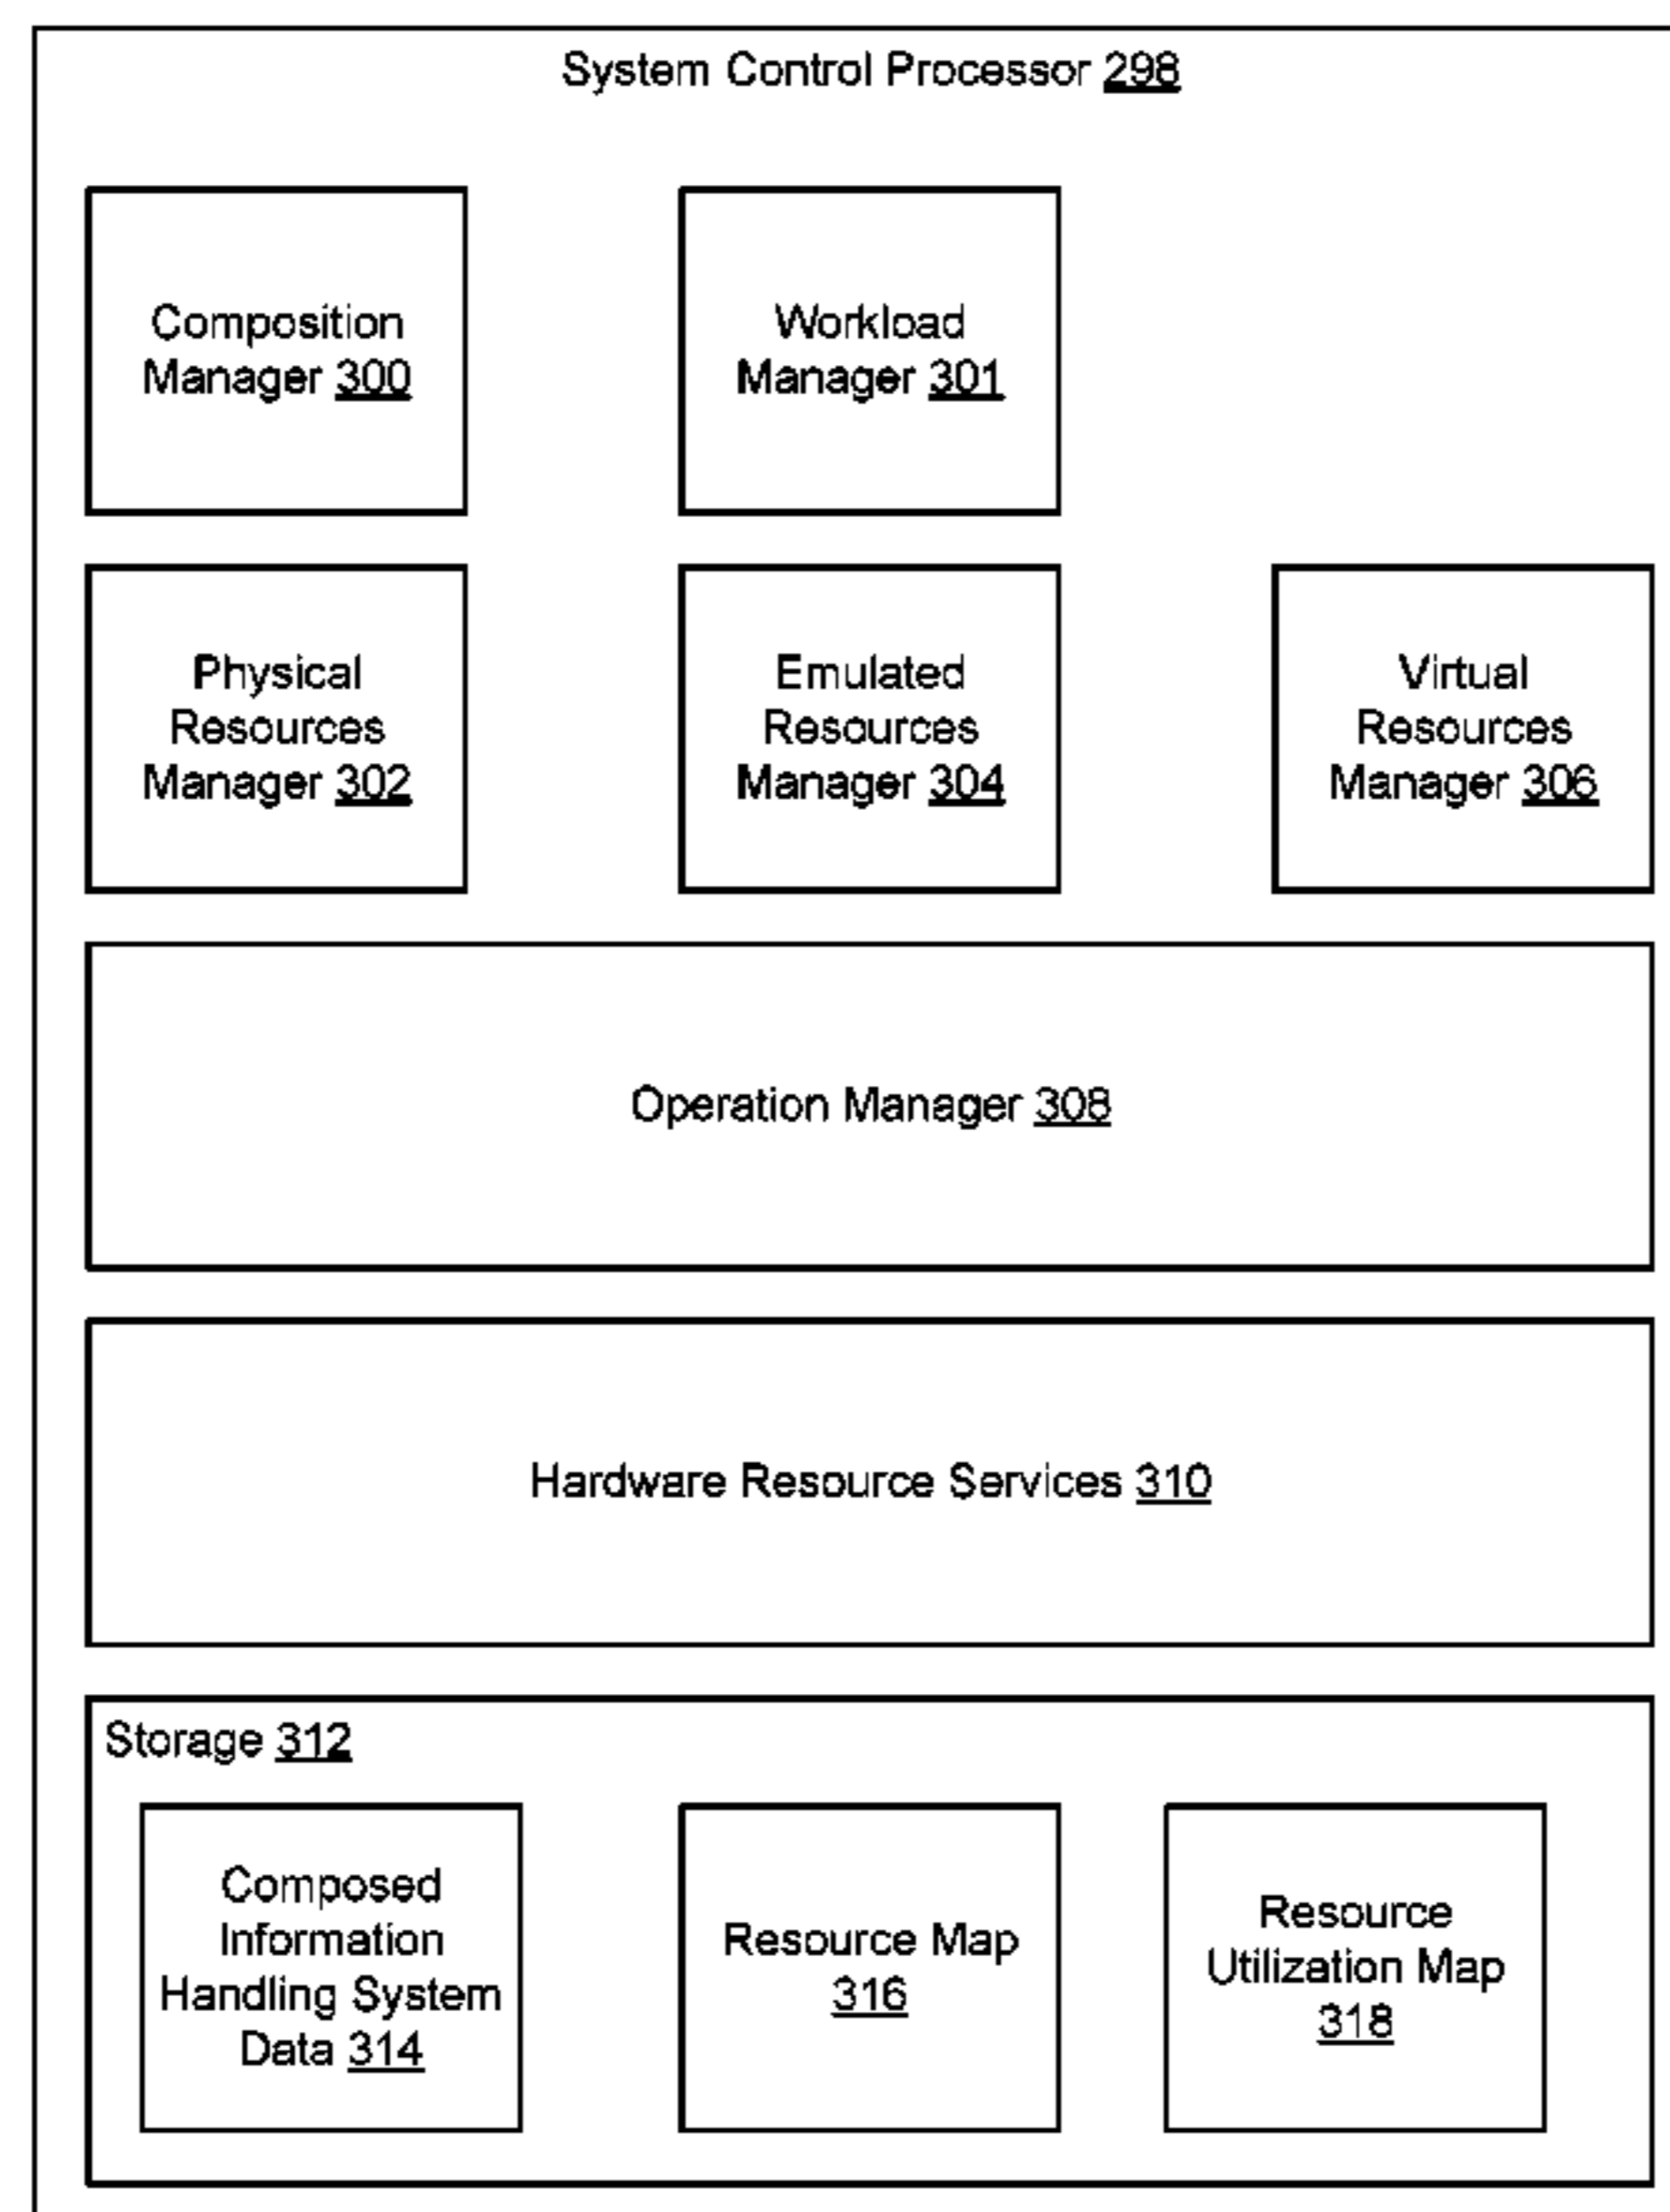 System Control Processor 298
Composition
Manager 300
Workload
Manager 301
Physical
Resources
Manager 302
Emulated
Resources
Manager 304
Virtual
Resources
Manager 306
Operation Manager 308
Hardware Resource Services 310
Storage 312
Composed
Information
Handling System
Data 314
Resource Map
316
Resource
Utilization Map
318